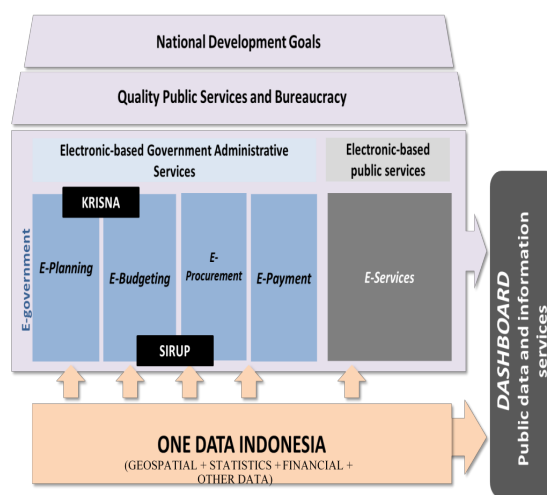 National Development Goals
Quality Public Services and Bureaucracy
Electronic-based Government Administrative
Services
Electronic-based
public services
E-government
KRISNA
E-Planning
E-Budgeting
E-
Procurement
E-Payment
E-Services
SIRUP
ONE DATA INDONESIA
(GEOSPATIAL + STATISTICS + FINANCIAL +
OTHER DATA)
DASHBOARD
Public data and information
services